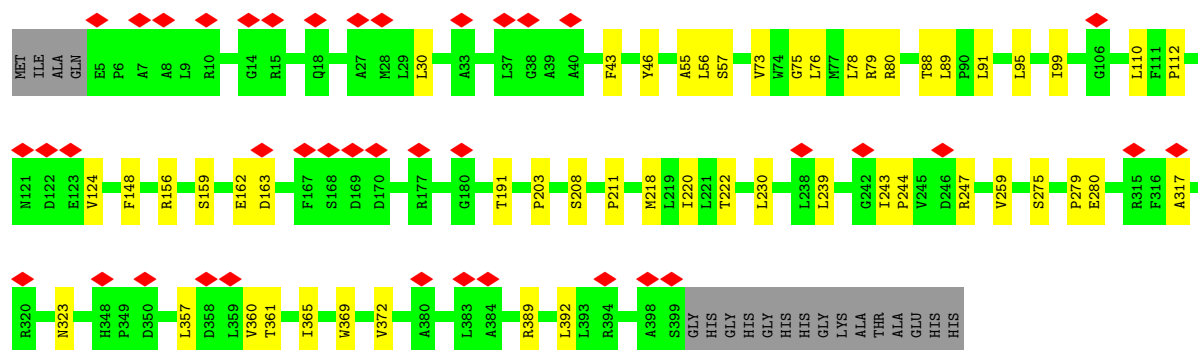 MET ILE ALA GLN E5 P6 A7 A8 L9 R10 G14 R15 Q18 A27 M28 L29 L30 A33 L37 G38 A39 A40 F43 Y46 A55 L56 S57 V73 W74 G75 L76 M77 L78 R79 R80 T88 L89 P90 L91 L95 I99 G106 L110 F111 P112
N121 D122 E123 V124 F148 R156 S159 E162 D163 F167 S168 D169 D170 R177 G180 T191 P203 S208 P211 M218 L219 I220 L221 T222 L230 L238 L239 G242 I243 P244 V245 D246 R247 V259 S275 P279 E280 R315 F316 A317
R320 N323 H348 P349 D350 L357 D358 L359 V360 T361 I365 W369 V372 A380 L383 A384 R389 L392 L393 R394 A398 S399 GLY HIS GLY HIS GLY HIS HIS GLY LYS ALA THR ALA GLU HIS HIS